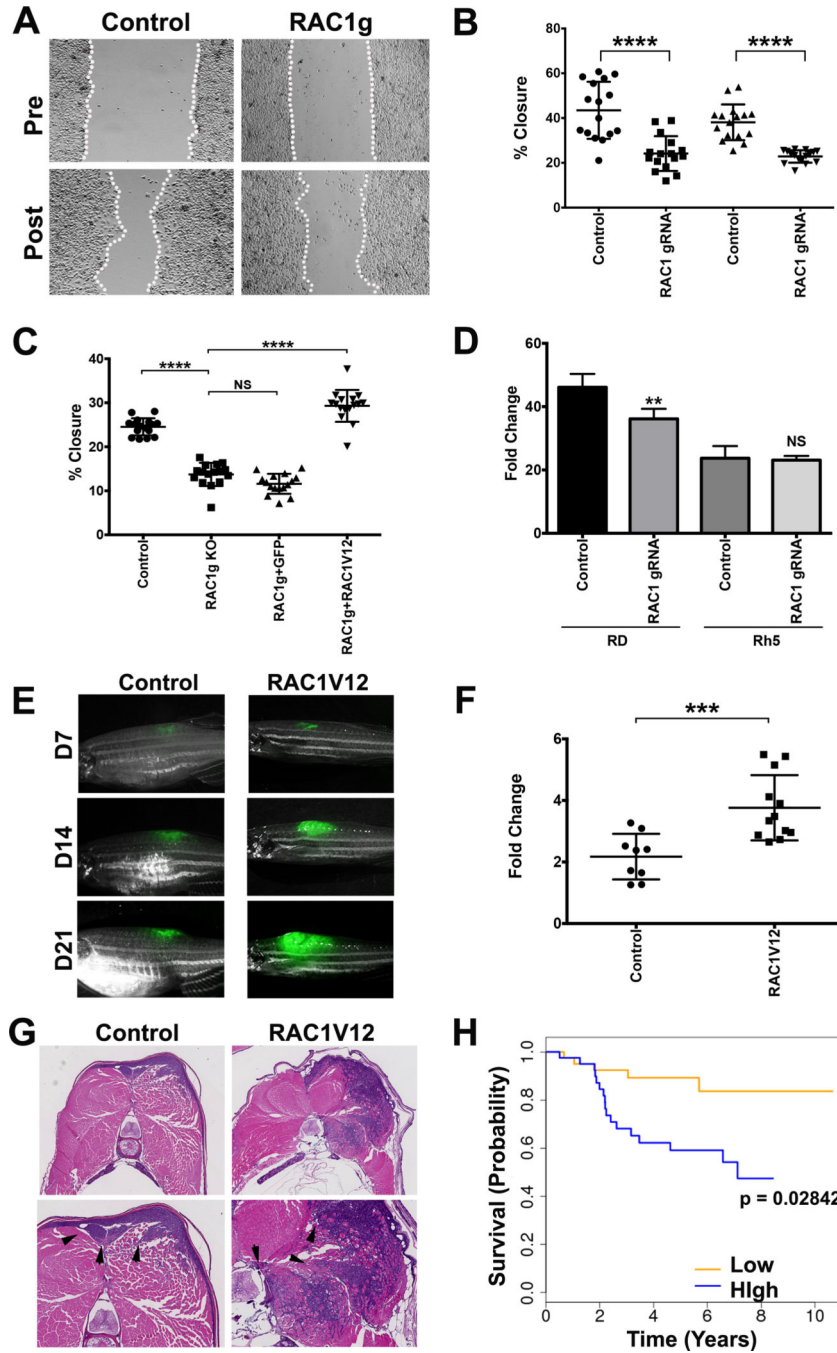 A
Control
RAC1g
Pre
Post
B
% Closure
60
40
20
0
****
****
Control
RAC1 gRNA
Control
RAC1 gRNA
C
% Closure
40
30
20
10
0
****
****
NS
Control
RAC1g KO
RAC1g+GFP
RAC1g+RAC1V12
D
Fold Change
60
40
20
0
**
NS
Control
RAC1 gRNA
Control
RAC1 gRNA
RD
Rh5
E
Control
RAC1V12
D7
D14
D21
F
Fold Change
6
4
2
0
***
Control
RAC1V12
G
Control
RAC1V12
H
Survival (Probability)
1.0
0.8
0.6
0.4
0.2
0.0
p = 0.02842
Low
HIgh
0 2 4 6 8 10
Time (Years)